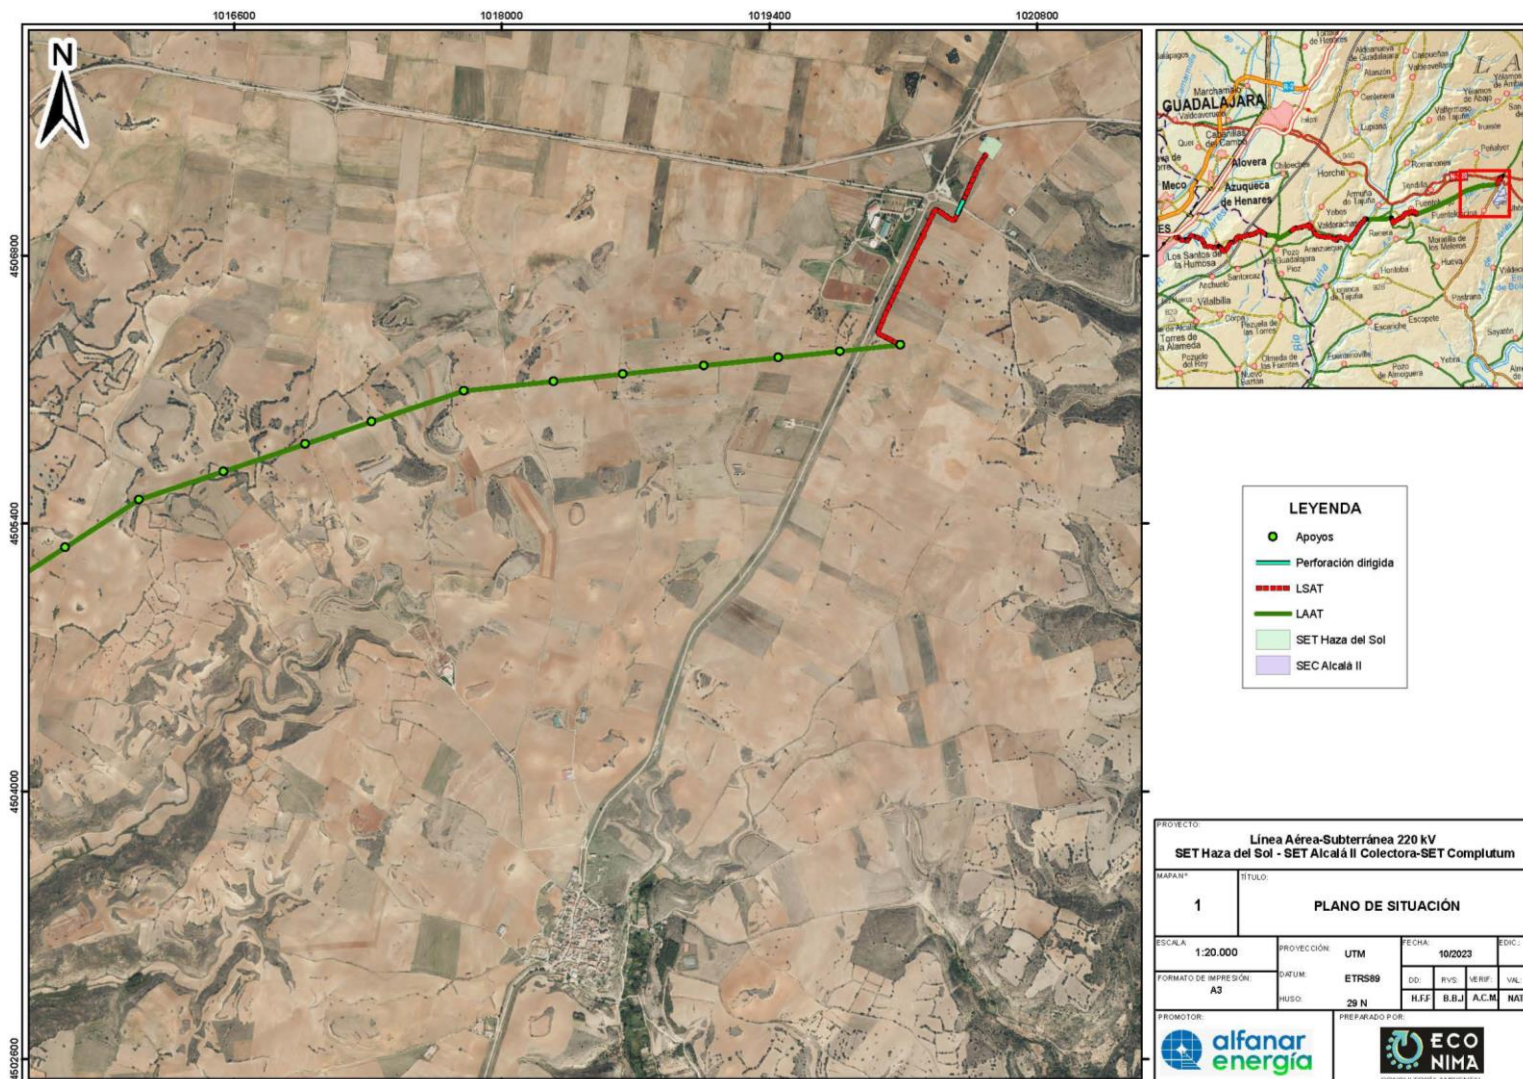 1016600
1018000
1019400
1020800
4506800
4505400
4504000
4502600
N
GUADALAJARA
Marchamalo
Valdeaveruelo
Cabanillas
del Campo
Quer
Alovera
Meco
Azuqueca
de Henares
Chiloeches
Horche
Yebes
Iriépal
Lupiana
Centenera
Atanzón
Aldeanueva
de Guadalajara
Caspueñas
Valdeavellano
Valfermoso
de Tajuña
Irueste
Yélamos
de Abajo
Romanones
Peñalver
Tendilla
Armuña
de Tajuña
Valdarachas
Aranzueque
Renera
Moratilla de
los Meleros
Hueva
Pozo
de Guadalajara
Pioz
Los Santos de
la Humosa
Santorcaz
Anchuelo
Villalbilla
Corpa
Torres de
la Alameda
Pezuela de
las Torres
Loranca
de Tajuña
Hontoba
Escopete
Escariche
Pastrana
Sayatón
Yebra
Pozo
de Almoguera
Fuentenovilla
Olmeda de
las Fuentes
Nuevo
Baztán
Pozuelo
del Rey
Río
Tajuña
LEYENDA
Apoyos
Perforación dirigida
LSAT
LAAT
SET Haza del Sol
SEC Alcalá II
PROYECTO:
Línea Aérea-Subterránea 220 kV
SET Haza del Sol - SET Alcalá II Colectora-SET Complutum
MAPA Nº
1
TÍTULO:
PLANO DE SITUACIÓN
ESCALA:
1:20.000
FORMATO DE IMPRESIÓN:
A3
PROYECCIÓN: UTM
DATUM: ETRS89
HUSO: 29 N
FECHA:
10/2023
EDIC.:
DD: RVS: VERIF: VAL:
H.F.F B.B.J A.C.M.
PROMOTOR:
alfanar
energía
PREPARADO POR:
ECO
NIMA